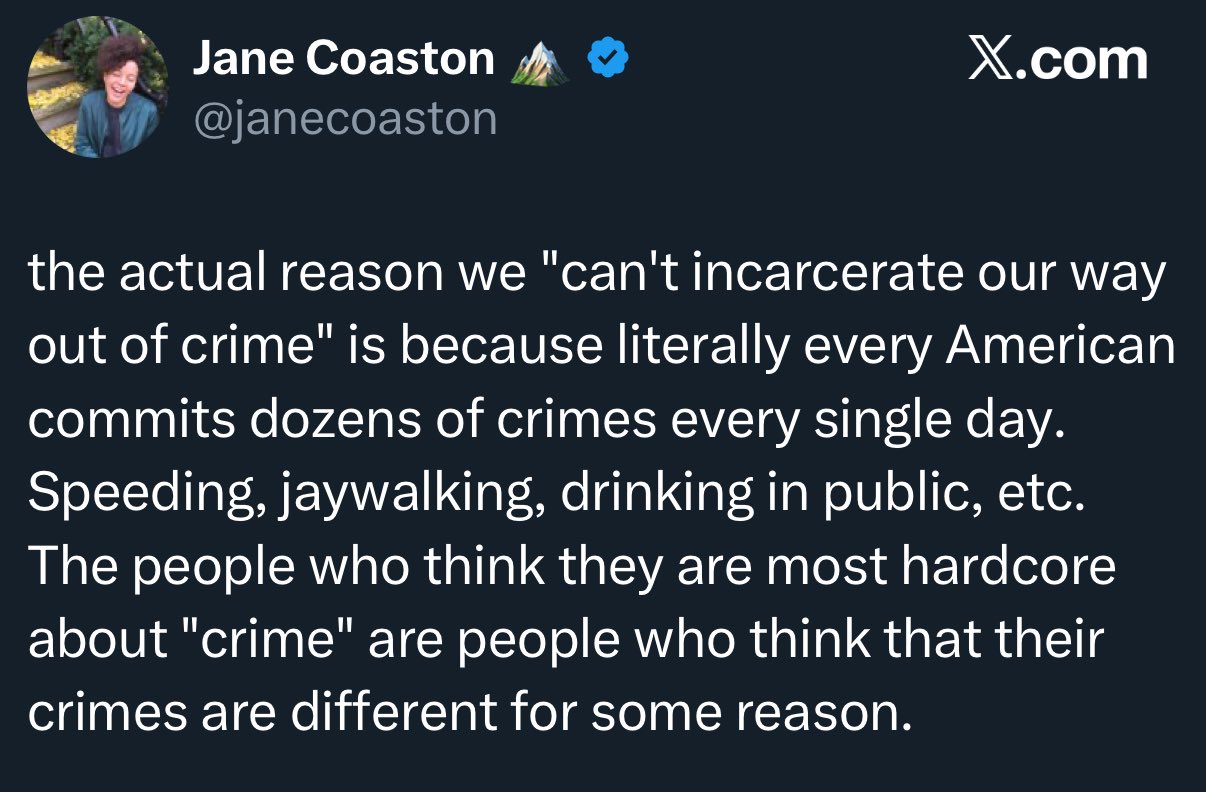 Jane Coaston
X.com
@janecoaston
the actual reason we "can't incarcerate our way
out of crime" is because literally every American
commits dozens of crimes every single day.
Speeding, jaywalking, drinking in public, etc.
The people who think they are most hardcore
about "crime" are people who think that their
crimes are different for some reason.